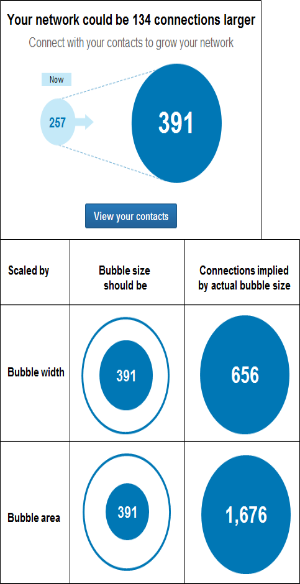 Your network could be 134 connections larger
Connect with your contacts to grow your network
Now
257
391
View your contacts
Scaled by
Bubble size
should be
Connections implied
by actual bubble size
Bubble width
391
656
Bubble area
391
1,676